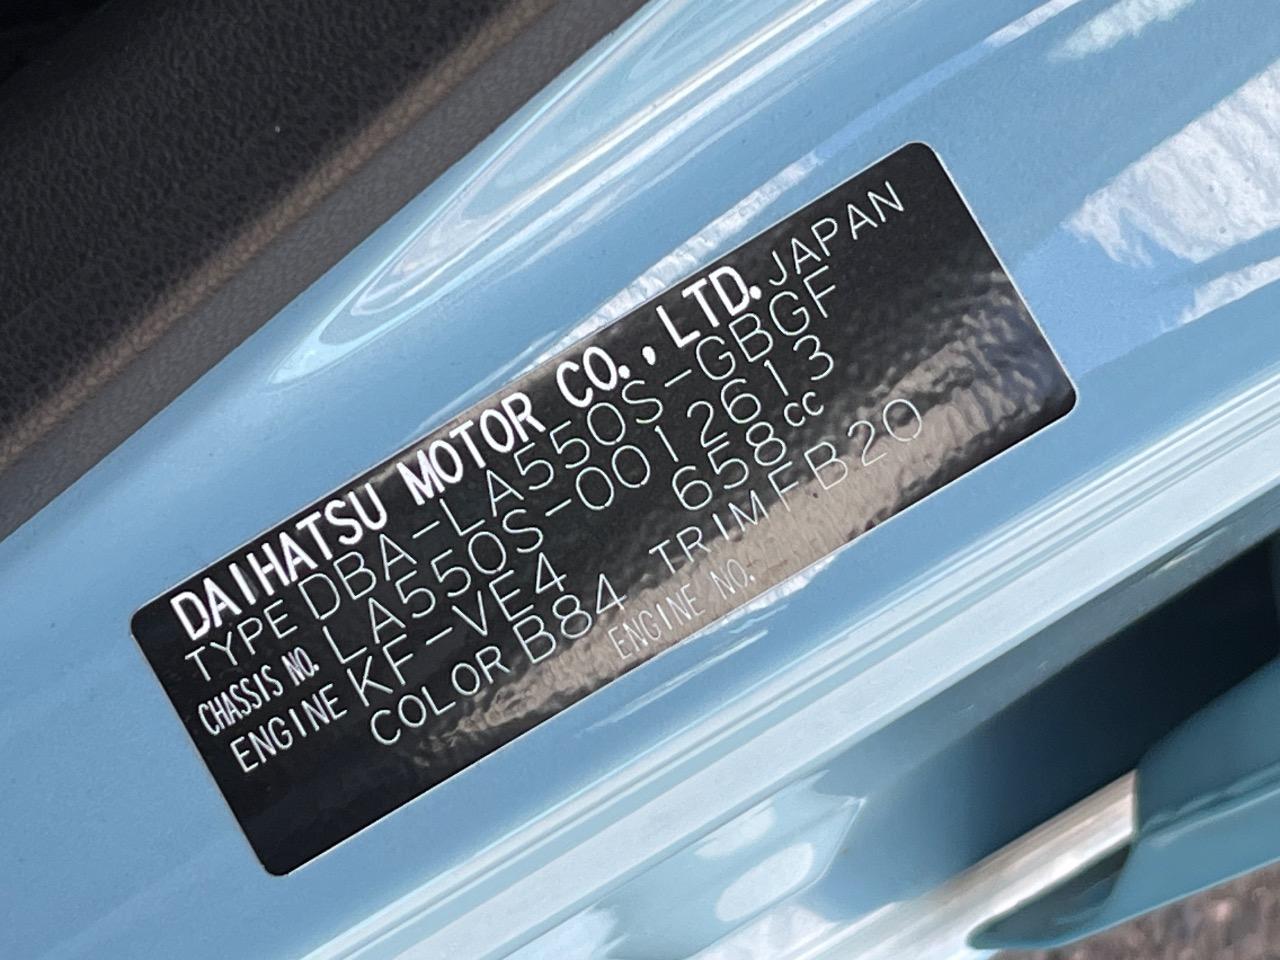 DAIHATSU MOTOR CO., LTD. JAPAN
TYPE DBA-LA550S-GBGF
CHASSIS NO. LA550S-0012613
ENGINE KF-VE4 658cc
COLOR B84 TRIM FB20
ENGINE NO.